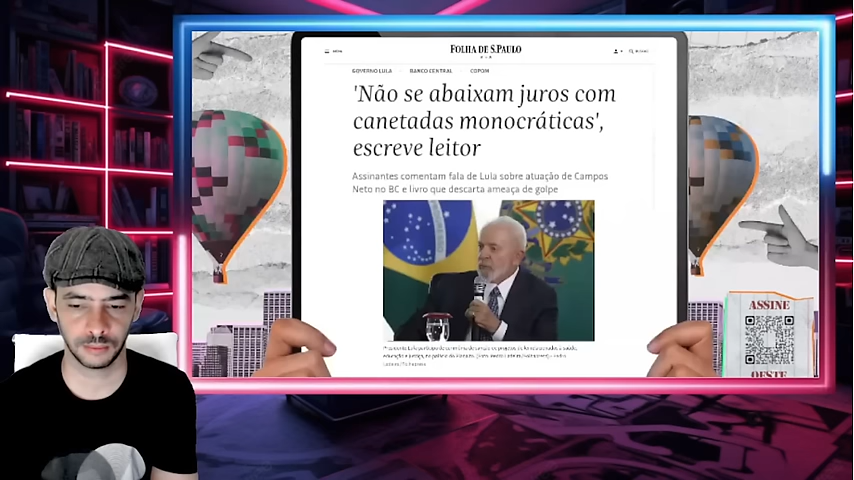 FOLHA DE S.PAULO
GOVERNO LULA BANCO CENTRAL COPOM
'Não se abaixam juros com
canetadas monocráticas',
escreve leitor
Assinantes comentam fala de Lula sobre atuação de Campos
Neto no BC e livro que descarta ameaça de golpe
ASSINE
OESTE